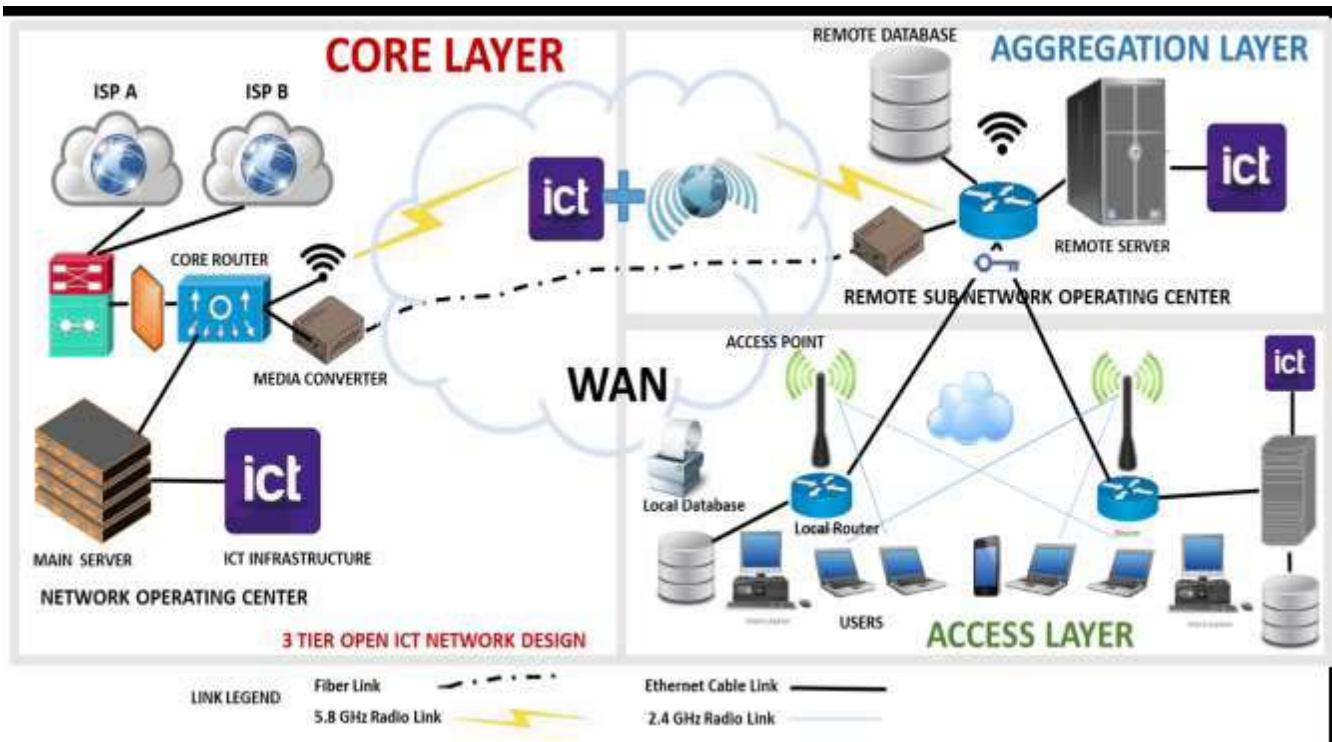 CORE LAYER
ISP A
ISP B
CORE ROUTER
MEDIA CONVERTER
ict
MAIN SERVER
ICT INFRASTRUCTURE
NETWORK OPERATING CENTER
3 TIER OPEN ICT NETWORK DESIGN
ict
WAN
REMOTE DATABASE
AGGREGATION LAYER
ict
REMOTE SERVER
REMOTE SUB NETWORK OPERATING CENTER
ACCESS POINT
ict
Local Database
Local Router
USERS
ACCESS LAYER
LINK LEGEND
Fiber Link
Ethernet Cable Link
5.8 GHz Radio Link
2.4 GHz Radio Link